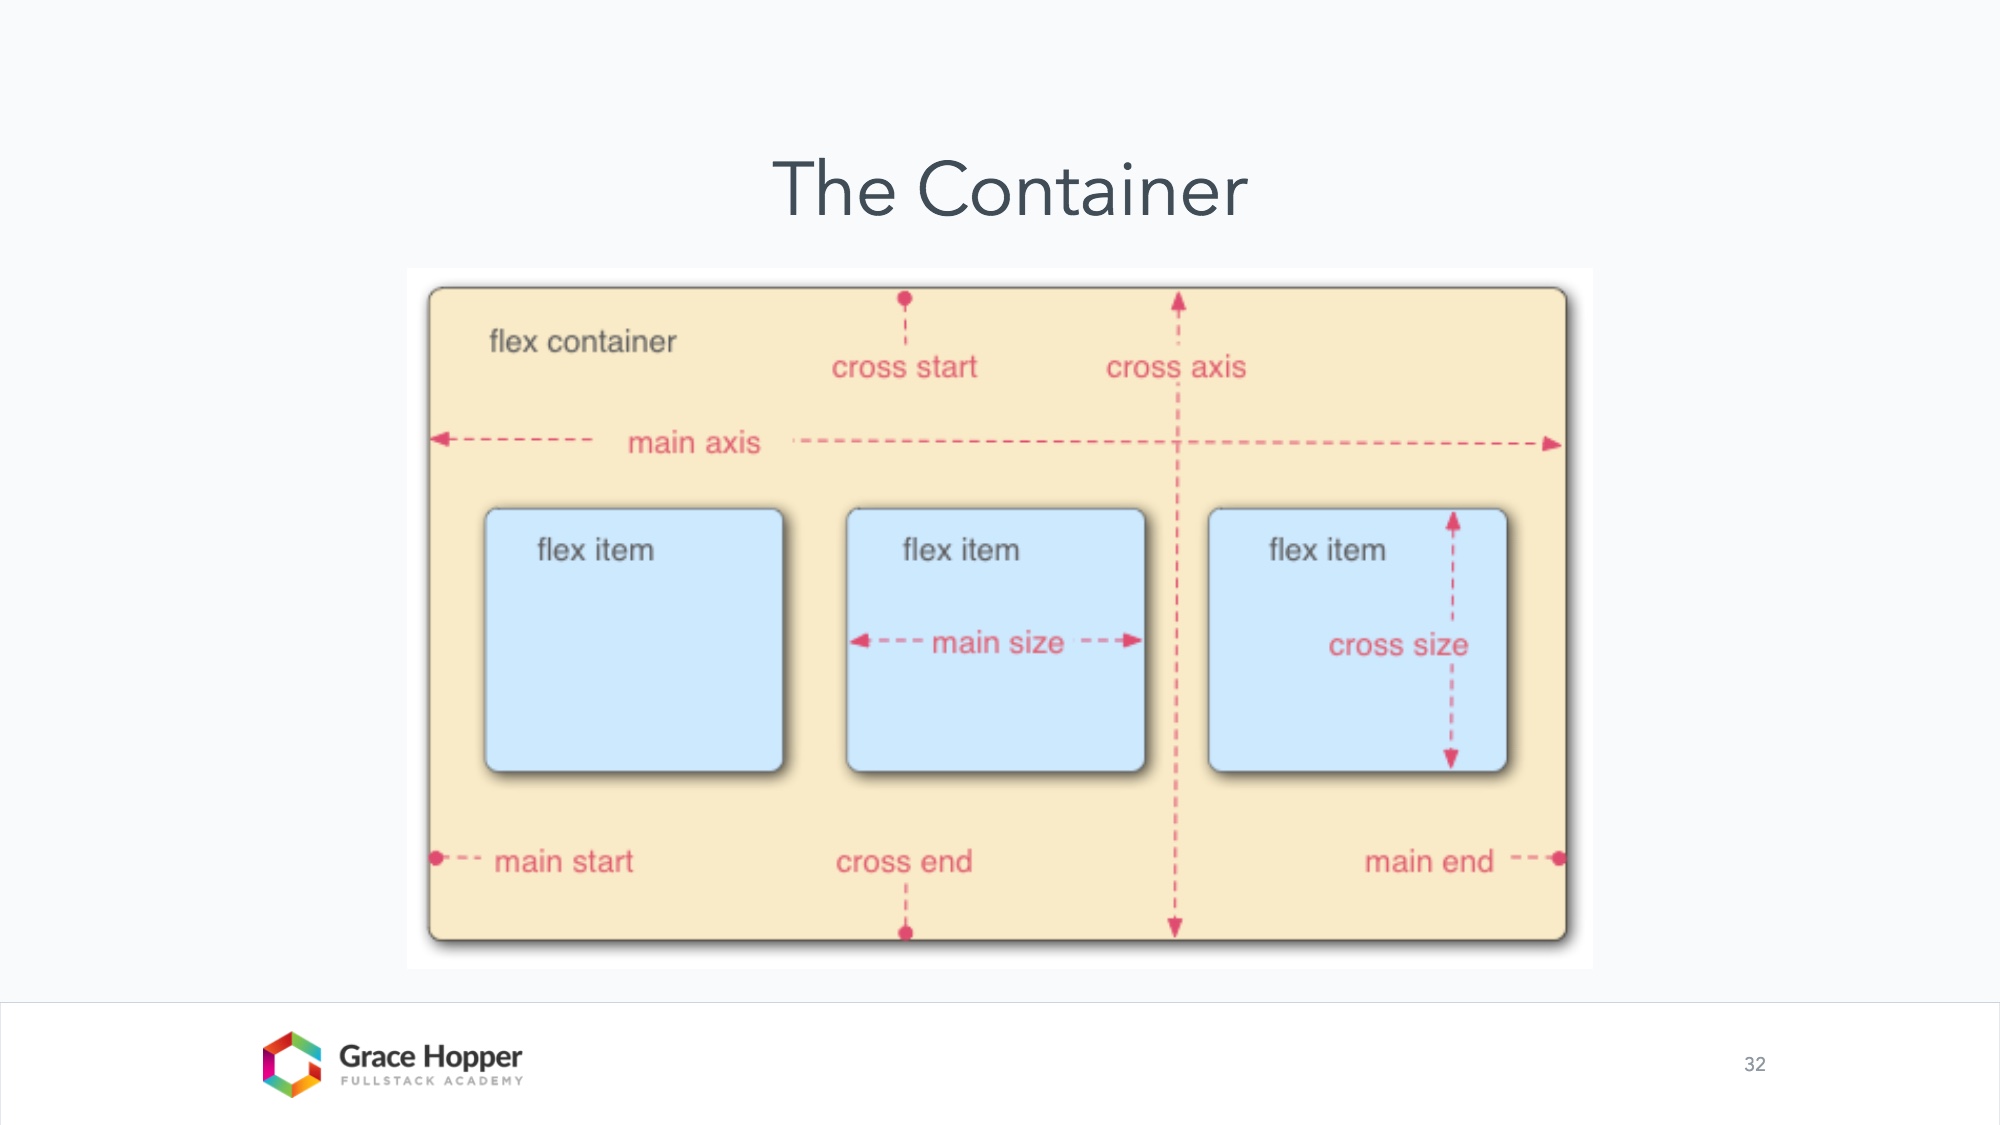 The Container
flex container
cross start
cross axis
main axis
flex item
flex item
flex item
main size
cross size
main start
cross end
main end
Grace Hopper
FULLSTACK ACADEMY
32